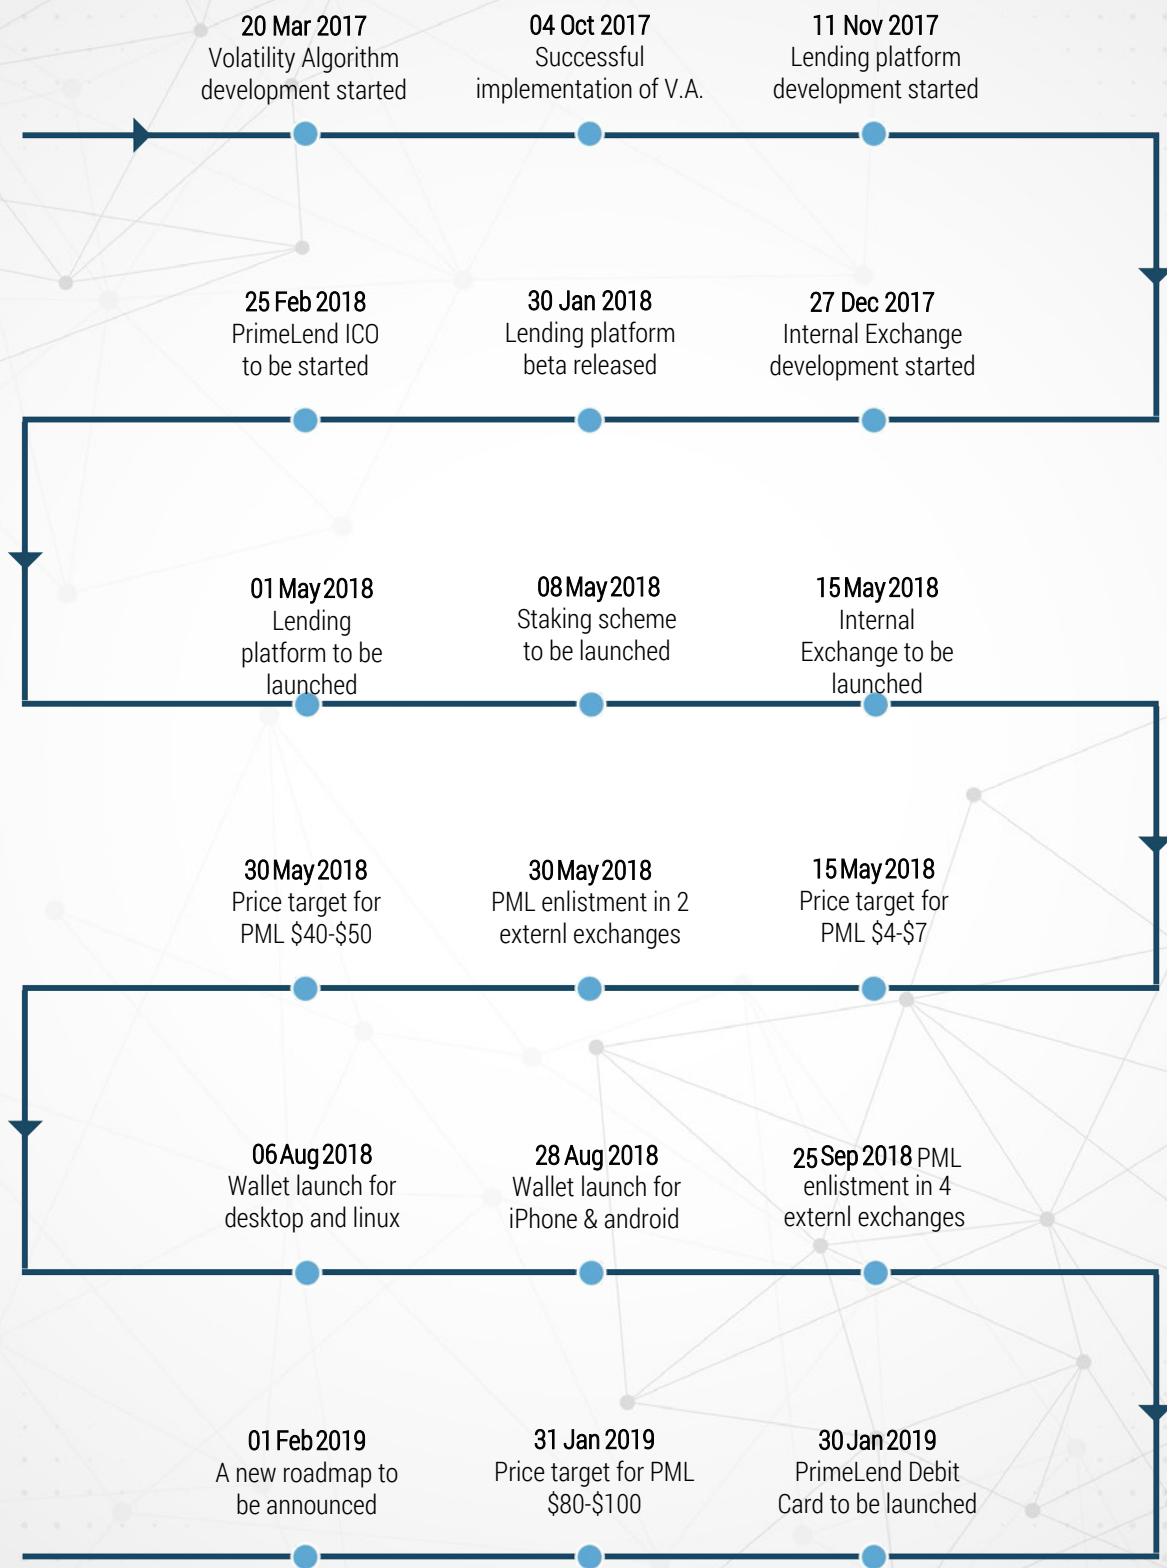 20 Mar 2017
Volatility Algorithm
development started
04 Oct 2017
Successful
implementation of V.A.
11 Nov 2017
Lending platform
development started
25 Feb 2018
PrimeLend ICO
to be started
30 Jan 2018
Lending platform
beta released
27 Dec 2017
Internal Exchange
development started
01 May 2018
Lending
platform to be
launched
08 May 2018
Staking scheme
to be launched
15 May 2018
Internal
Exchange to be
launched
30 May 2018
Price target for
PML $40-$50
30 May 2018
PML enlistment in 2
externl exchanges
15 May 2018
Price target for
PML $4-$7
06 Aug 2018
Wallet launch for
desktop and linux
28 Aug 2018
Wallet launch for
iPhone & android
25 Sep 2018 PML
enlistment in 4
externl exchanges
01 Feb 2019
A new roadmap to
be announced
31 Jan 2019
Price target for PML
$80-$100
30 Jan 2019
PrimeLend Debit
Card to be launched